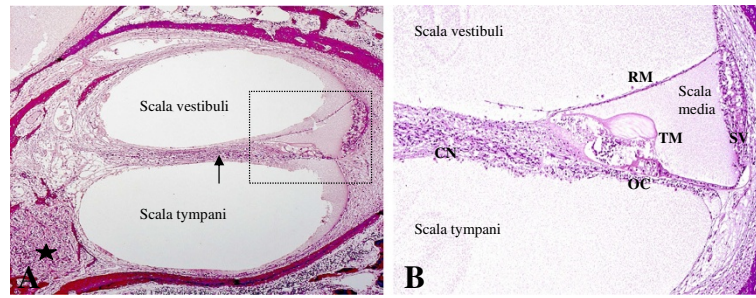 Scala vestibuli
Scala tympani
A
Scala vestibuli
RM
Scala
media
TM
SV
CN
OC
Scala tympani
B